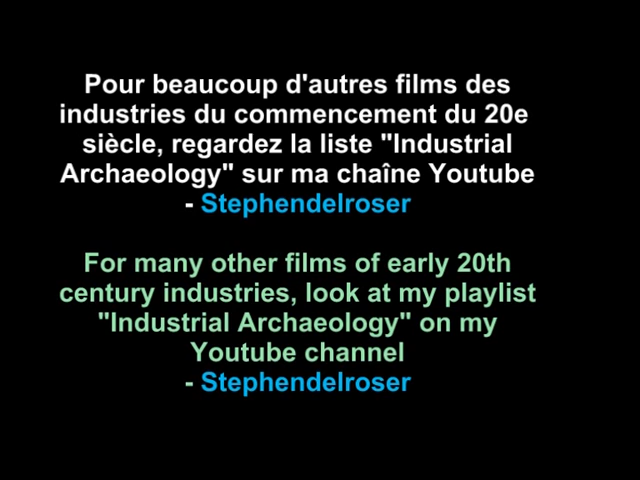 Pour beaucoup d'autres films des
industries du commencement du 20e
siècle, regardez la liste "Industrial
Archaeology" sur ma chaîne Youtube
- Stephendelroser
For many other films of early 20th
century industries, look at my playlist
"Industrial Archaeology" on my
Youtube channel
- Stephendelroser